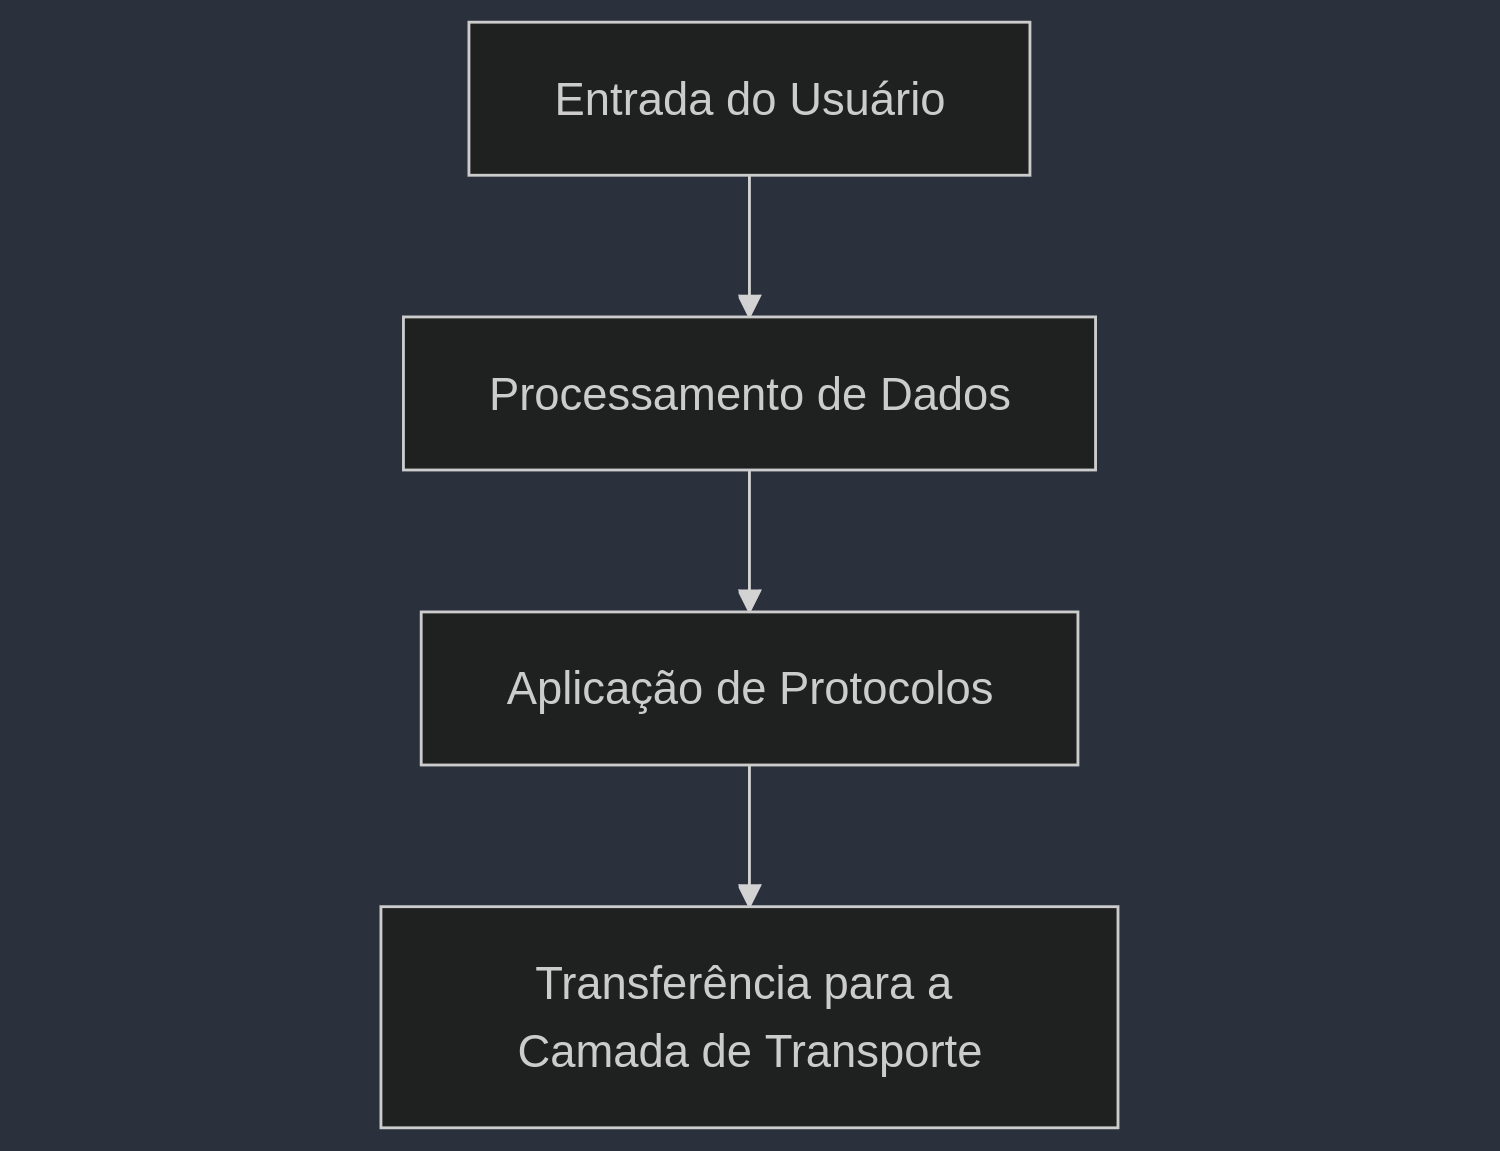 Entrada do Usuário
Processamento de Dados
Aplicação de Protocolos
Transferência para a
Camada de Transporte